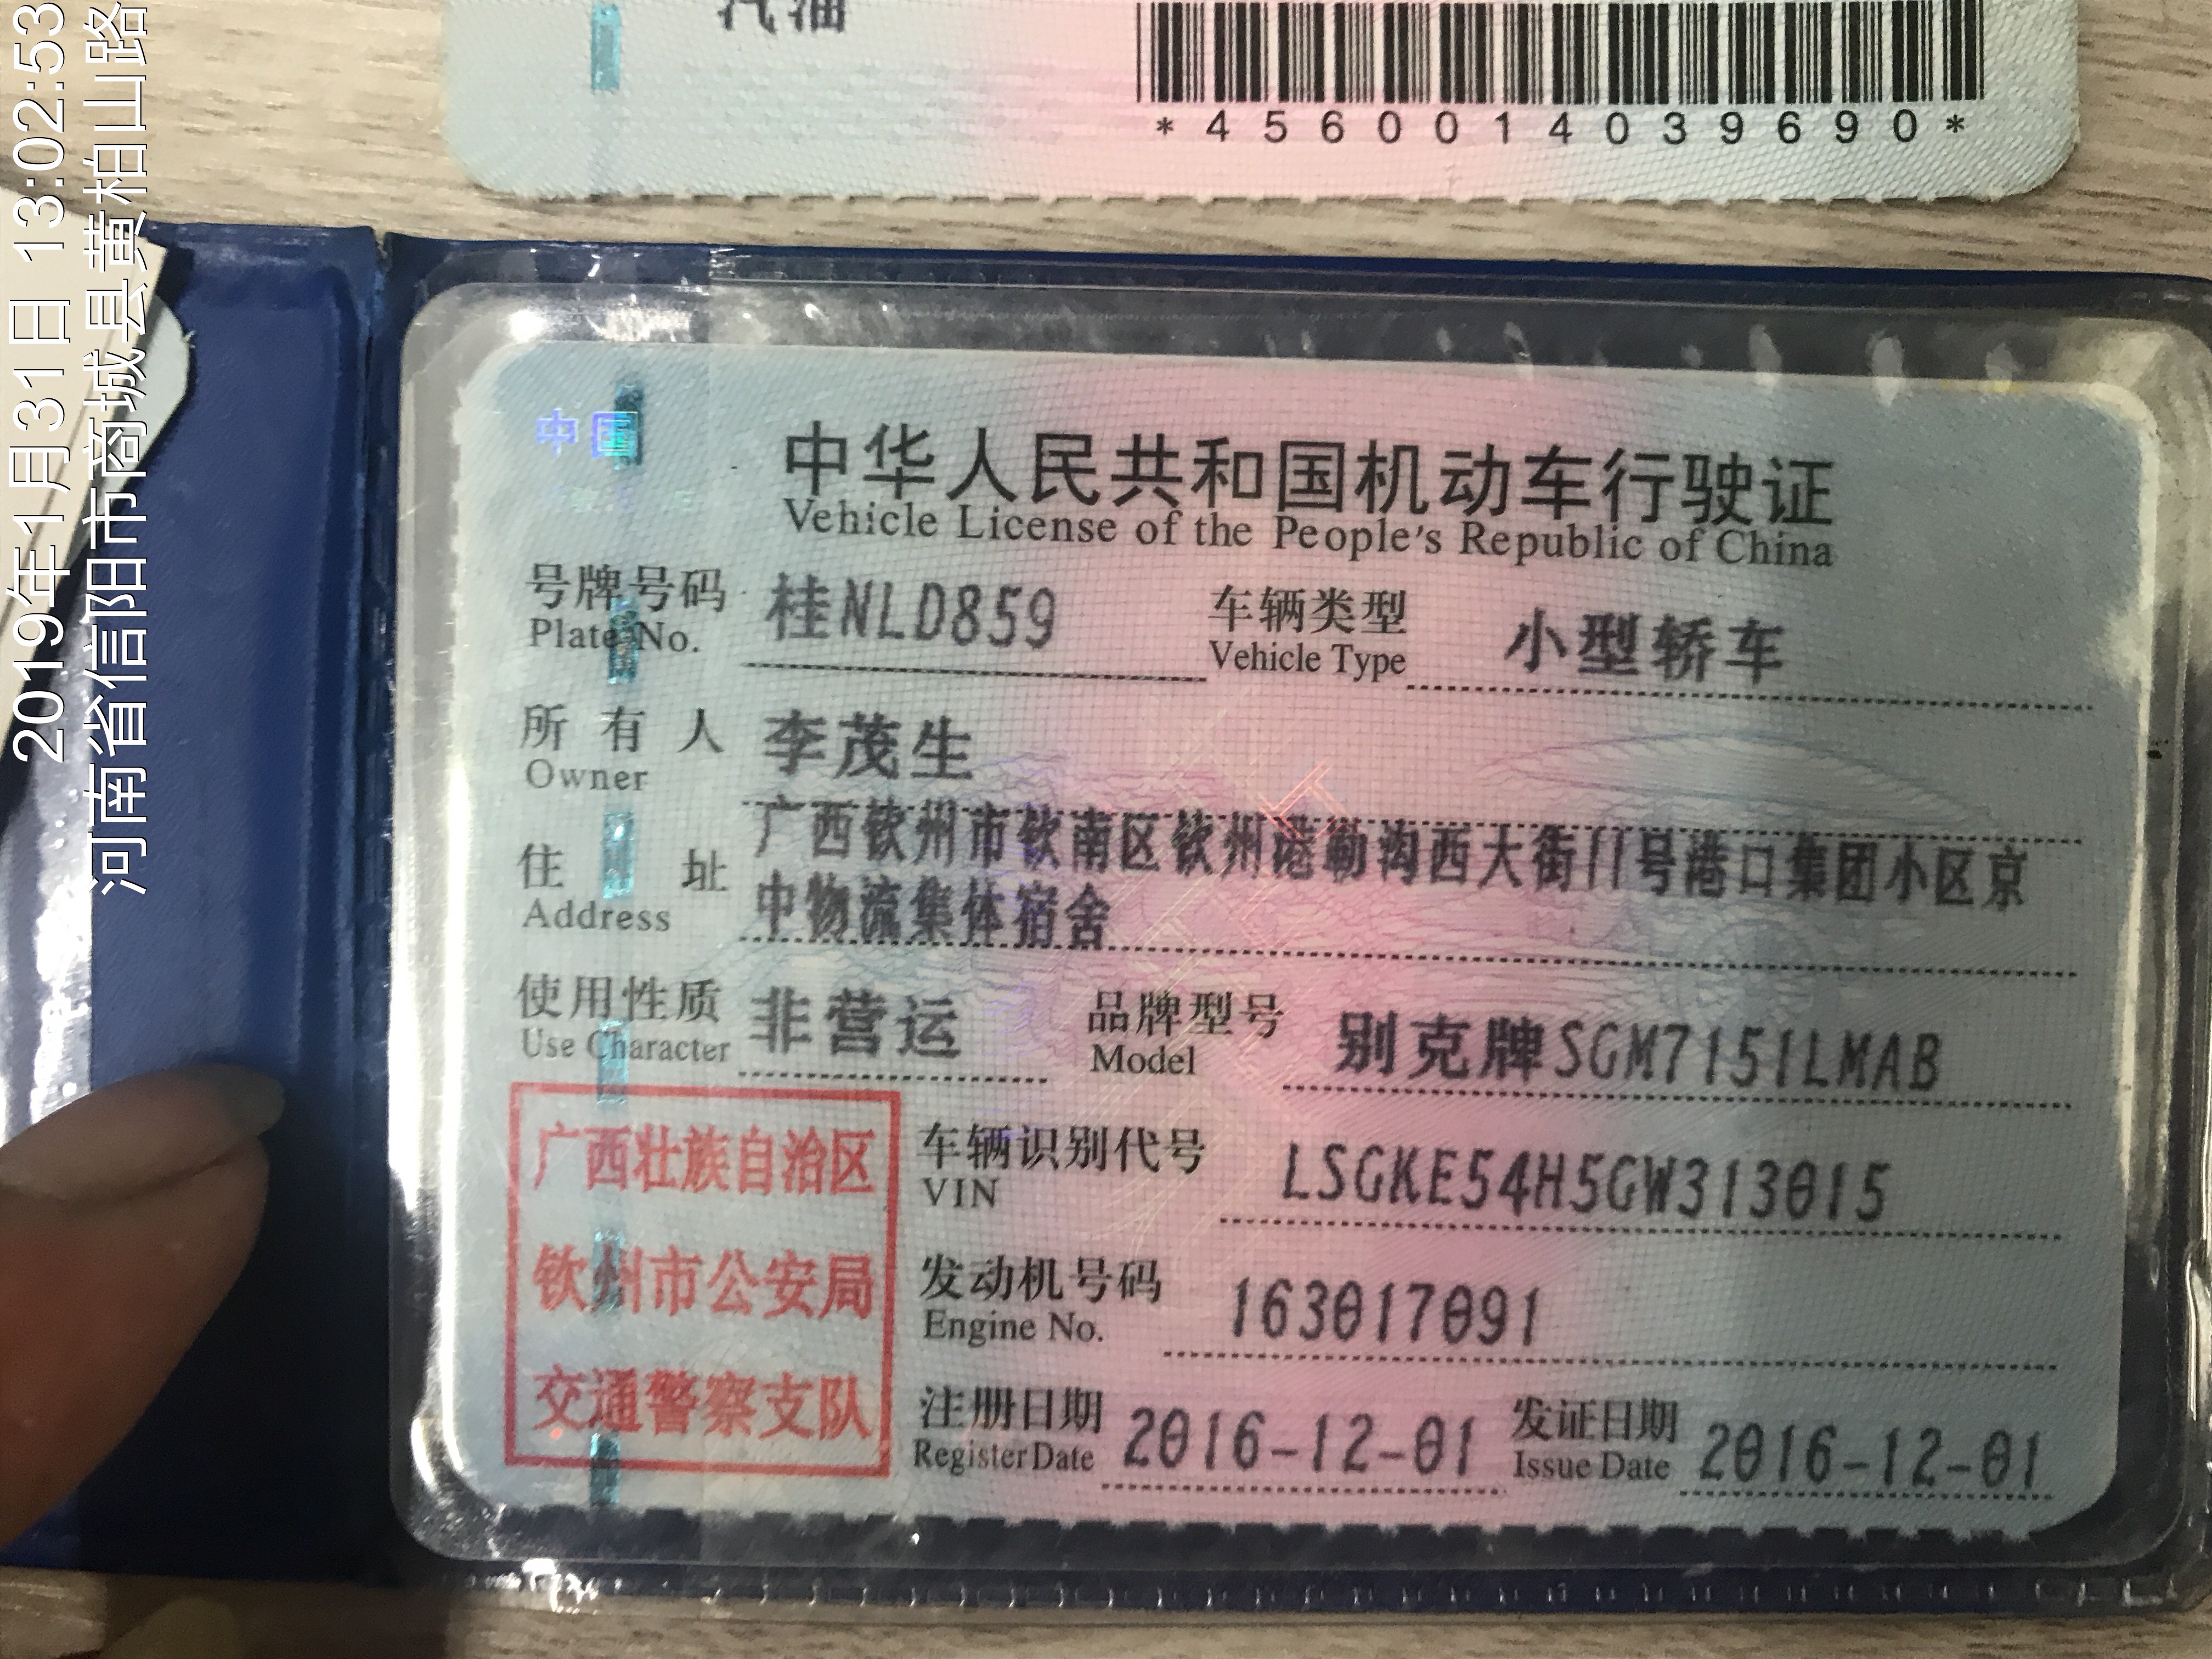 汽油
*4560014039690*
2019年1月31日 13:02:53
河南省信阳市市商城县黄柏山路
中国
中华人民共和国机动车行驶证
Vehicle License of the People's Republic of China
号牌号码 桂NLD859 车辆类型 小型轿车
Plate No. Vehicle Type
所有人 李茂生
Owner
住址 广西钦州市钦南区钦州港勒沟西大街11号港口集团小区京
中物流集体宿舍
Address
使用性质 非营运 品牌型号 别克牌SGM7151LMAB
Use Character Model
广西壮族自治区
钦州市公安局
交通警察支队
车辆识别代号 LSGKE54H5GW313015
VIN
发动机号码 163017091
Engine No.
注册日期 2016-12-01 发证日期 2016-12-01
Register Date Issue Date